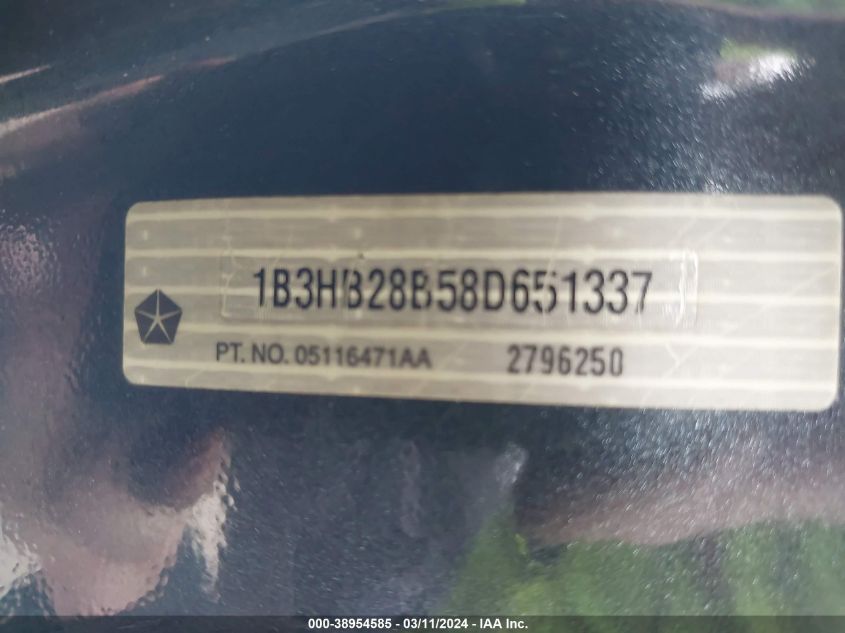 1B3HB28B58D651337
PT. NO. 05116471AA 2796250
000-38954585 - 03/11/2024 - IAA Inc.